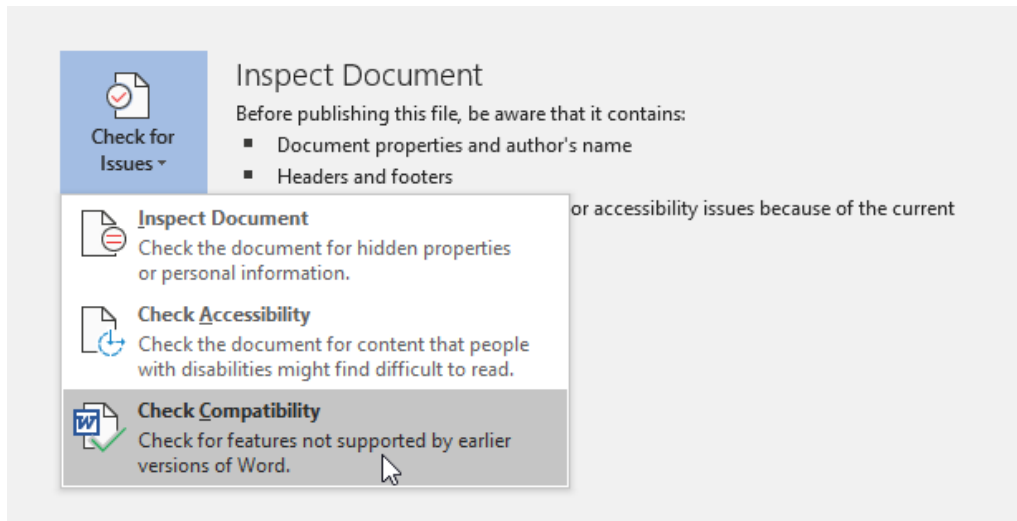 Inspect Document
Before publishing this file, be aware that it contains:
Check for
Issues
■ Document properties and author's name
■ Headers and footers
or accessibility issues because of the current
Inspect Document
Check the document for hidden properties
or personal information.
Check Accessibility
Check the document for content that people
with disabilities might find difficult to read.
W
Check Compatibility
Check for features not supported by earlier
versions of Word.